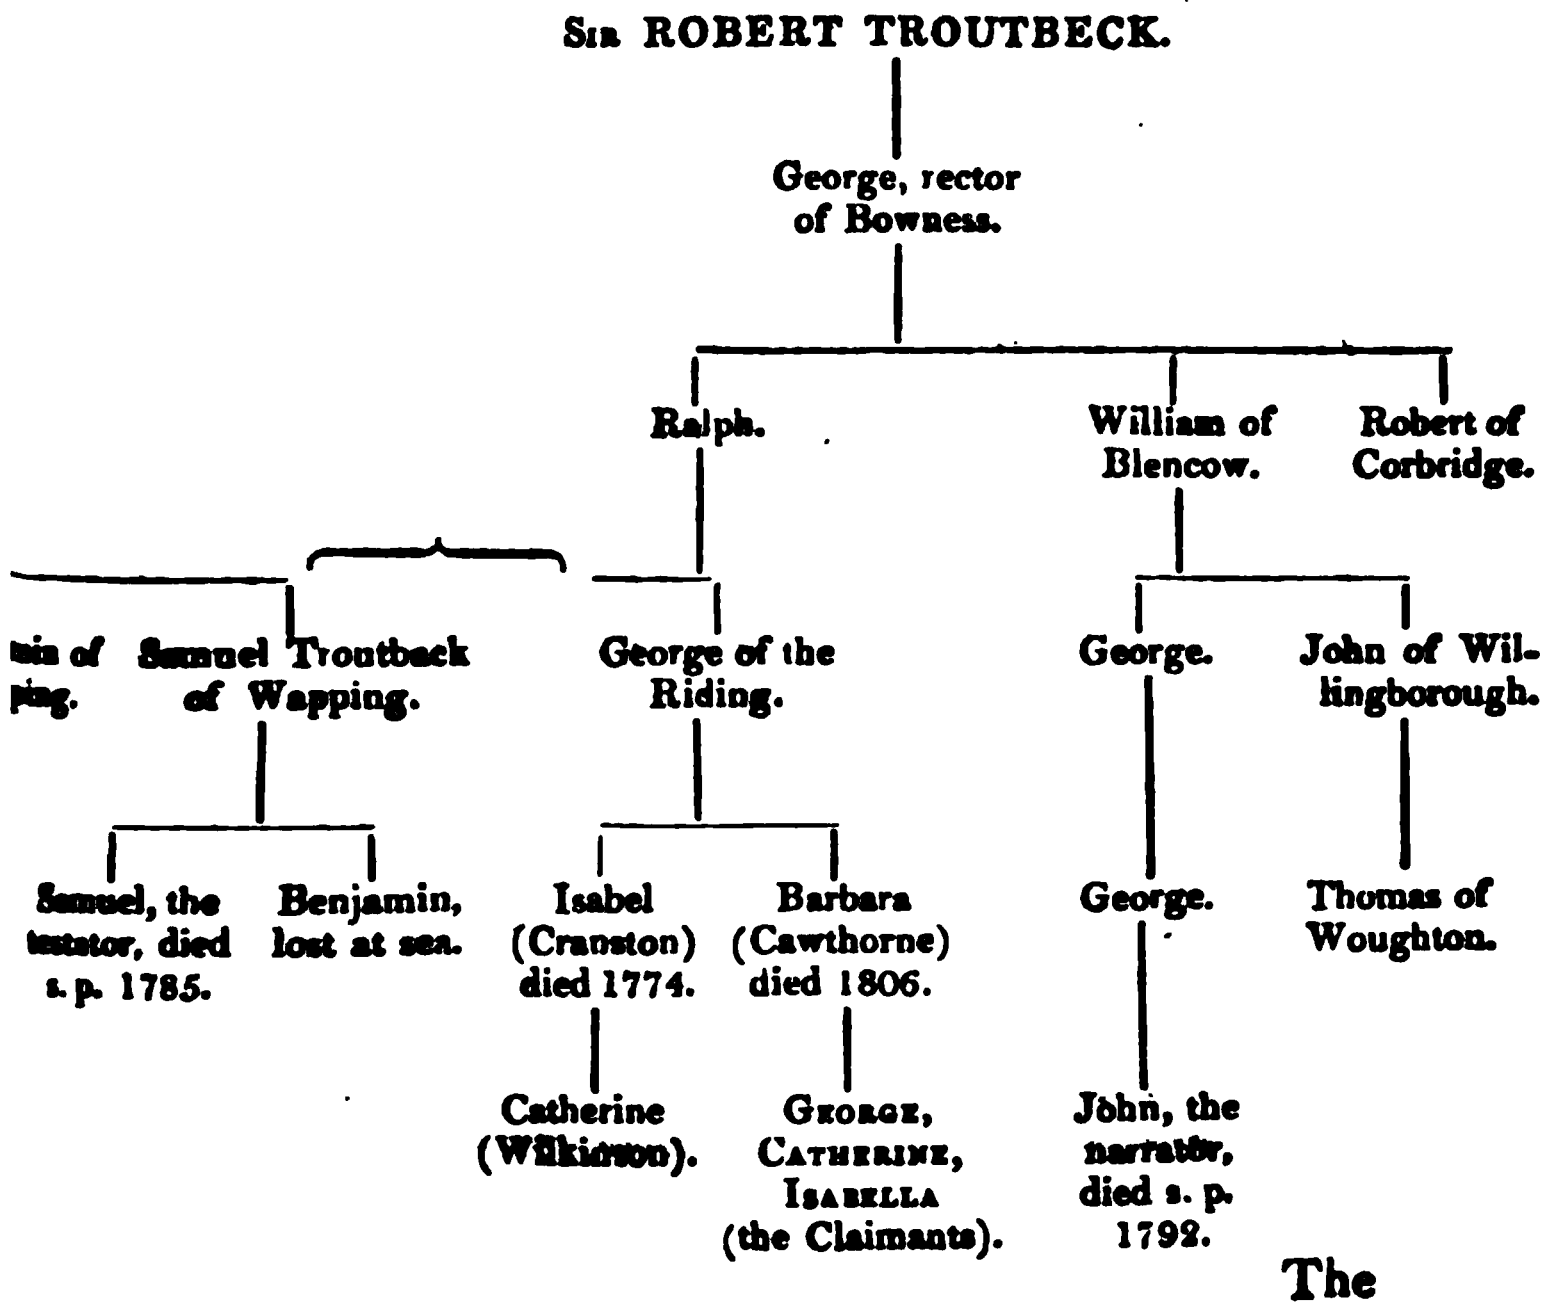 Sir ROBERT TROUTBECK.
George, rector
of Bowness.
Ralph.
William of
Blencow.
Robert of
Corbridge.
of
Samuel Troutback
of Wapping.
George of the
Riding.
George.
John of Wil-
lingborough.
Samuel, the
testator, died
s. p. 1785.
Benjamin,
lost at sea.
Isabel
(Cranston)
died 1774.
Barbara
(Cawthorne)
died 1806.
George.
Thomas of
Woughton.
Catherine
(Wilkinson).
GEORGE,
CATHERINE,
ISABELLA
(the Claimants).
John, the
narrator,
died s. p.
1792.
The